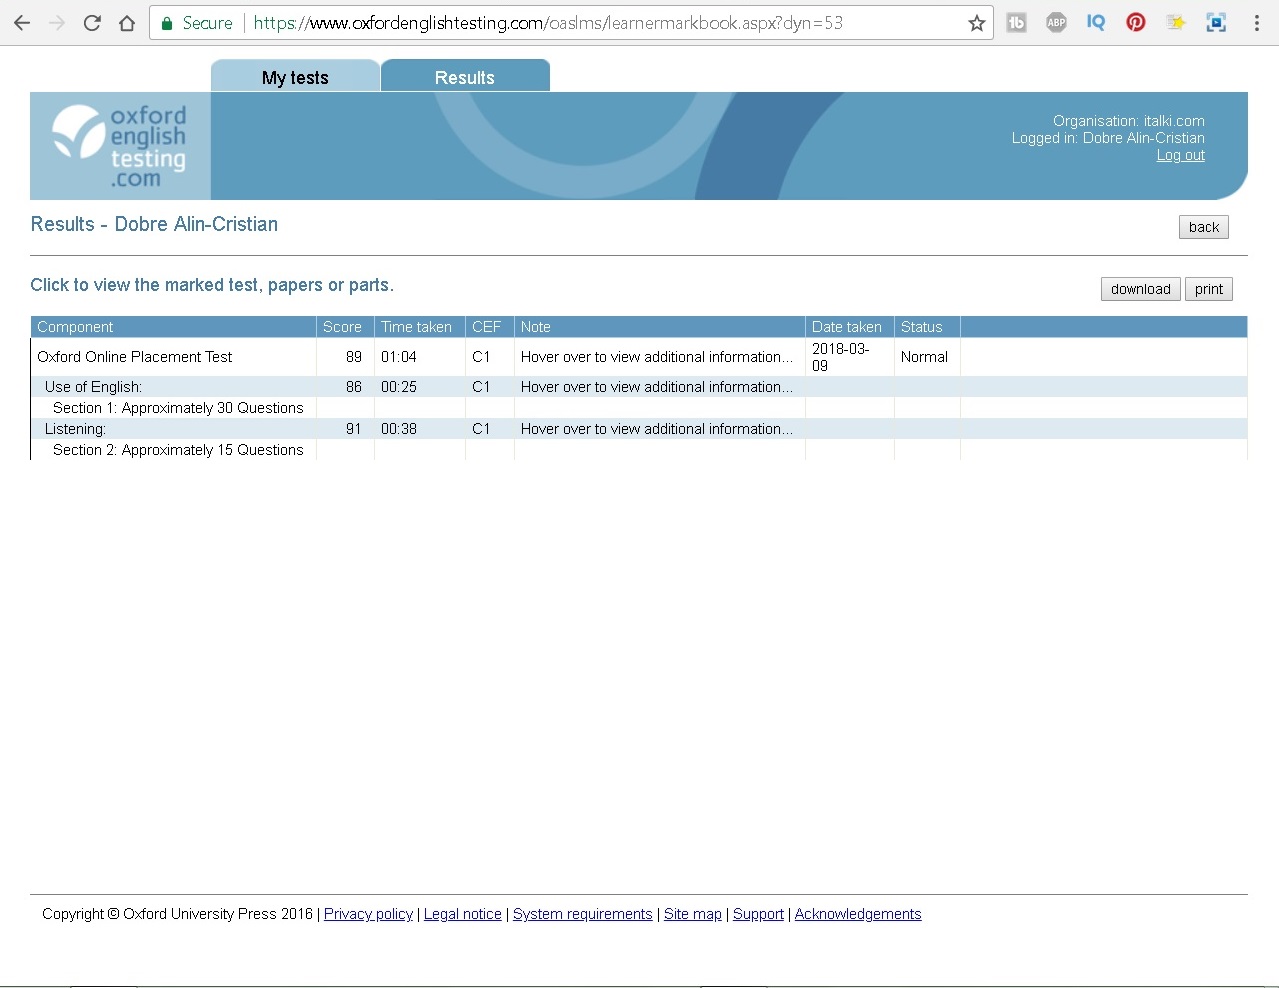 Secure https://www.oxfordenglishtesting.com/oaslms/learnermarkbook.aspx?dyn=53
1b ABP IQ
My tests Results
oxford
english
testing
.com
Organisation: italki.com
Logged in: Dobre Alin-Cristian
Log out
Results - Dobre Alin-Cristian back
Click to view the marked test, papers or parts. download print
Component Score Time taken CEF Note Date taken Status
Oxford Online Placement Test 89 01:04 C1 Hover over to view additional information... 2018-03-
09 Normal
Use of English: 86 00:25 C1 Hover over to view additional information...
Section 1: Approximately 30 Questions
Listening: 91 00:38 C1 Hover over to view additional information...
Section 2: Approximately 15 Questions
Copyright © Oxford University Press 2016 | Privacy policy | Legal notice | System requirements | Site map | Support | Acknowledgements